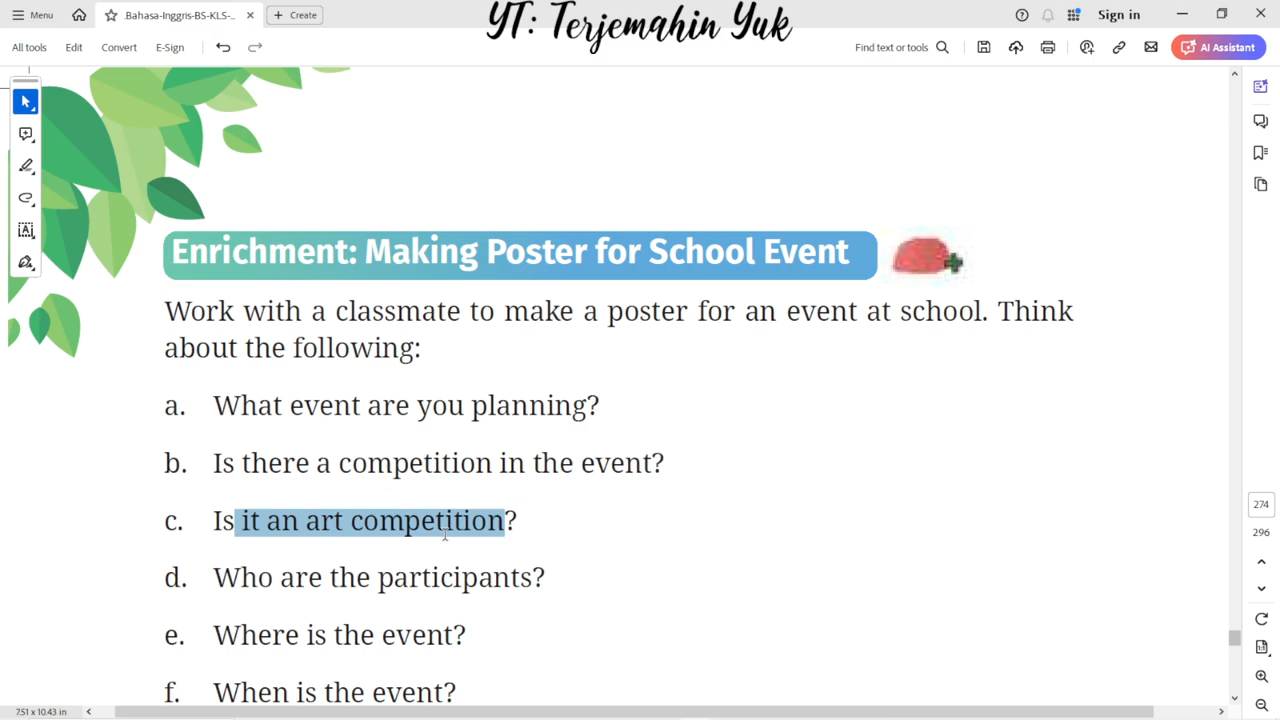 Menu
.Bahasa-Inggris-BS-KLS-...
Create
YT: Terjemahin Yuk
Sign in
All tools
Edit
Convert
E-Sign
Find text or tools
AI Assistant
Enrichment: Making Poster for School Event
Work with a classmate to make a poster for an event at school. Think
about the following:
a. What event are you planning?
b. Is there a competition in the event?
c. Is it an art competition?
d. Who are the participants?
e. Where is the event?
f. When is the event?
274
296
7.51 x 10.43 in